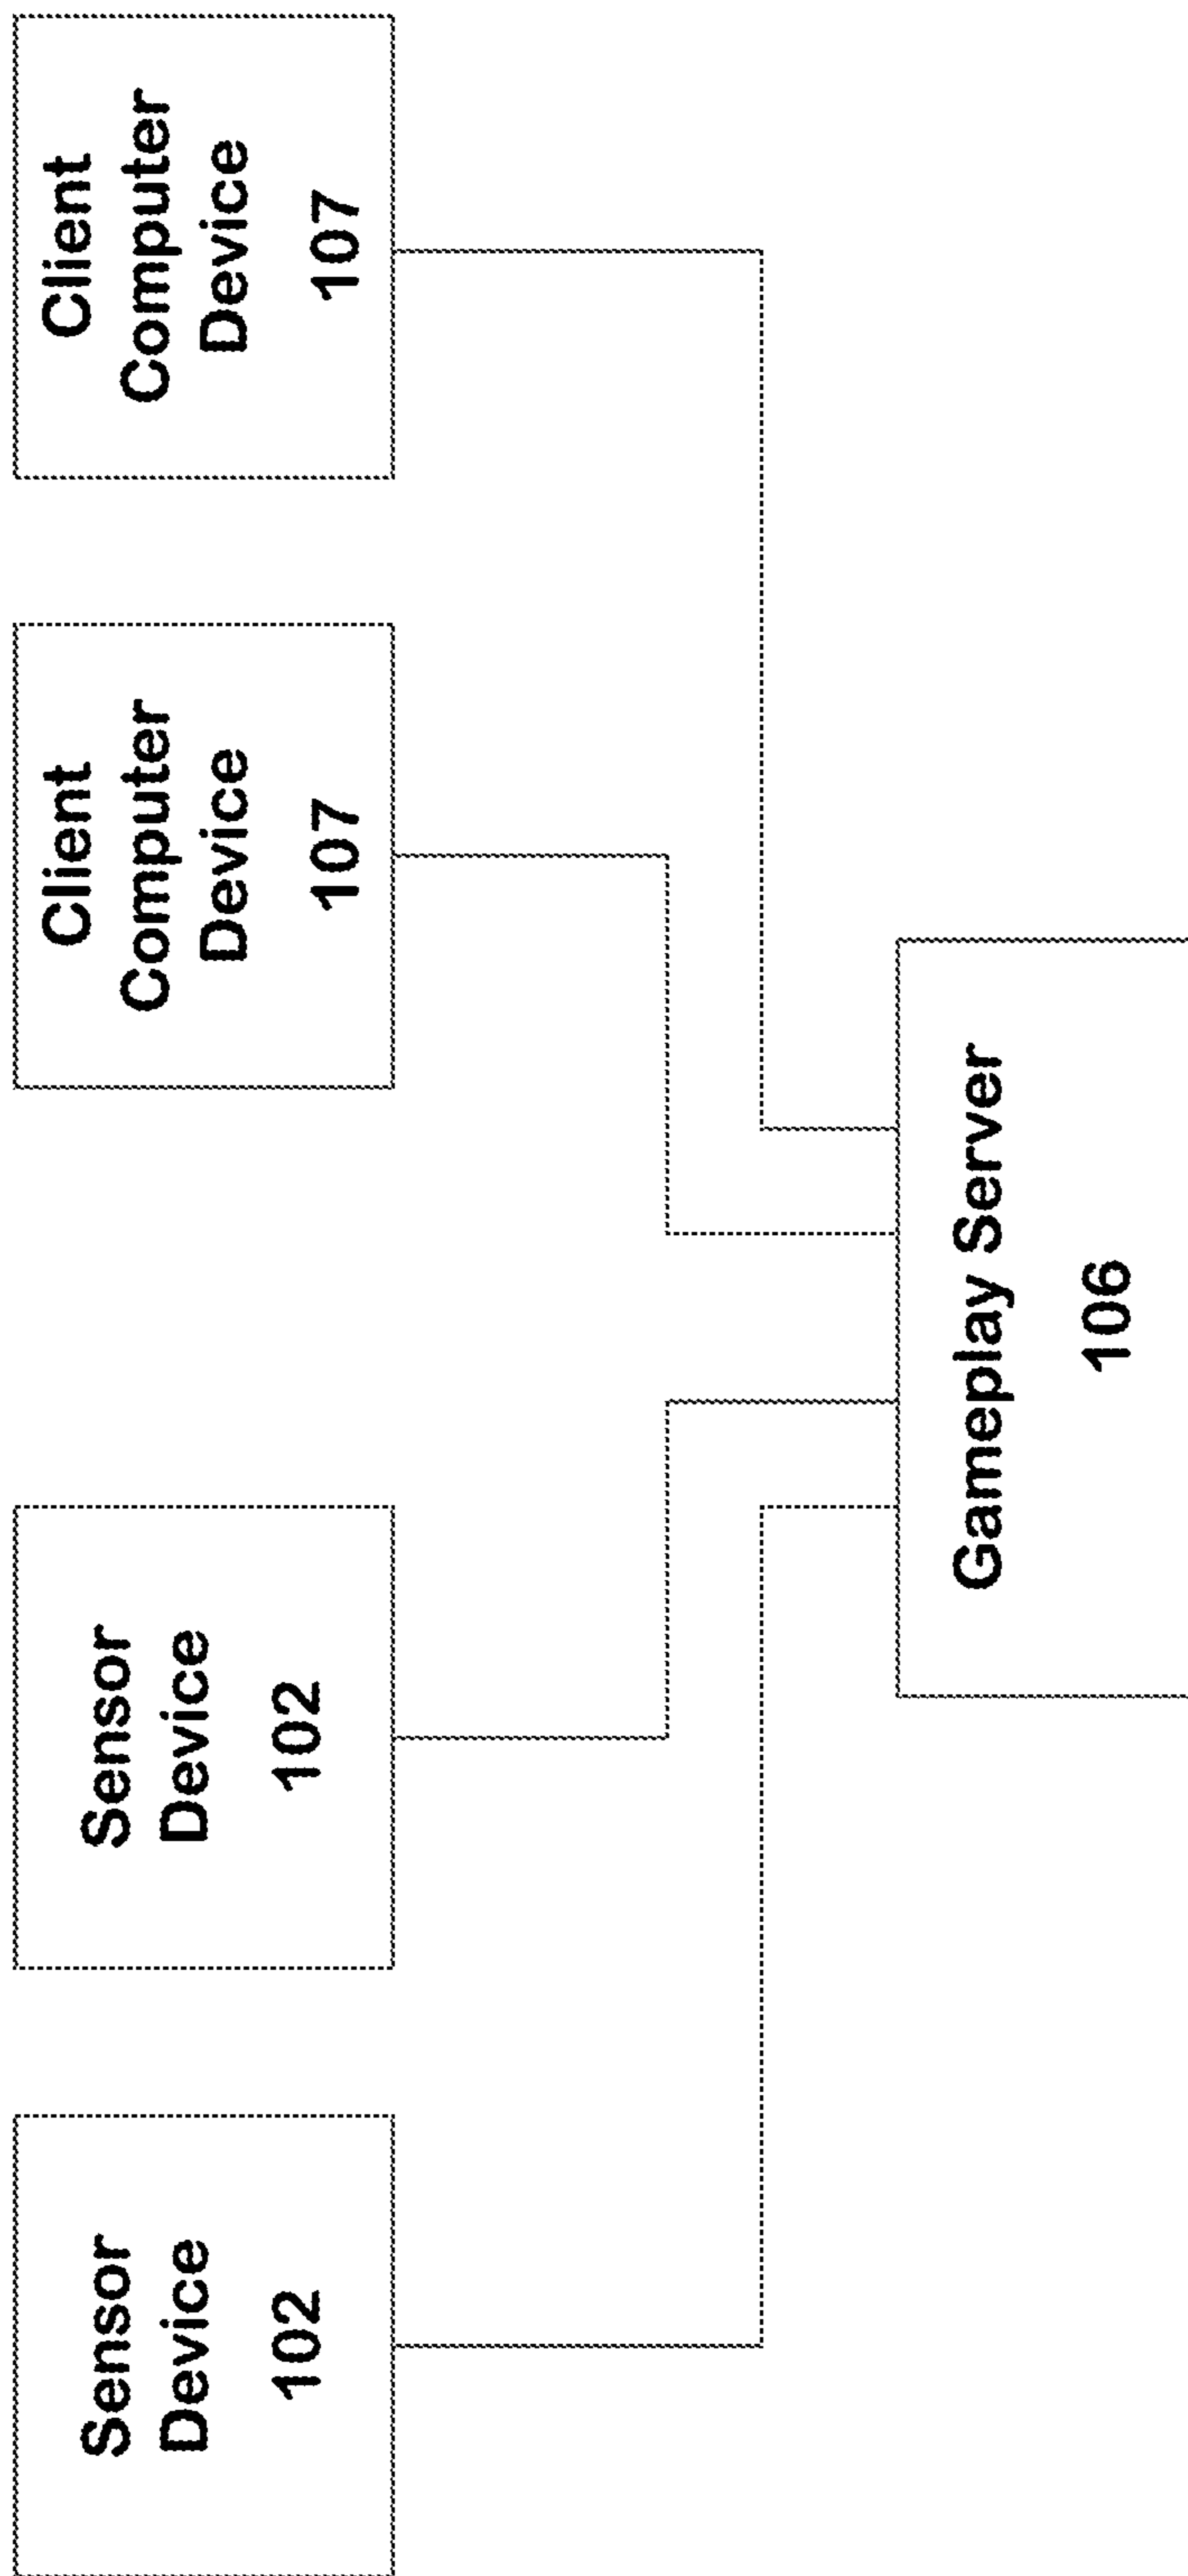 Sensor
Device
102
Sensor
Device
102
Client
Computer
Device
107
Client
Computer
Device
107
Gameplay Server
106